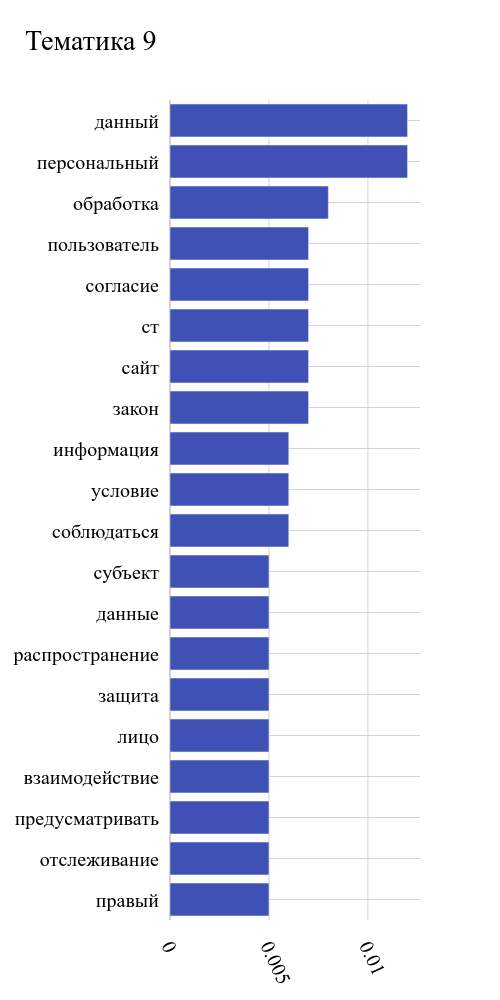 Тематика 9
данный
персональный
обработка
пользователь
согласие
ст
сайт
закон
информация
условие
соблюдаться
субъект
данные
распространение
защита
лицо
взаимодействие
предусматривать
отслеживание
правый
0
0.005
0.01